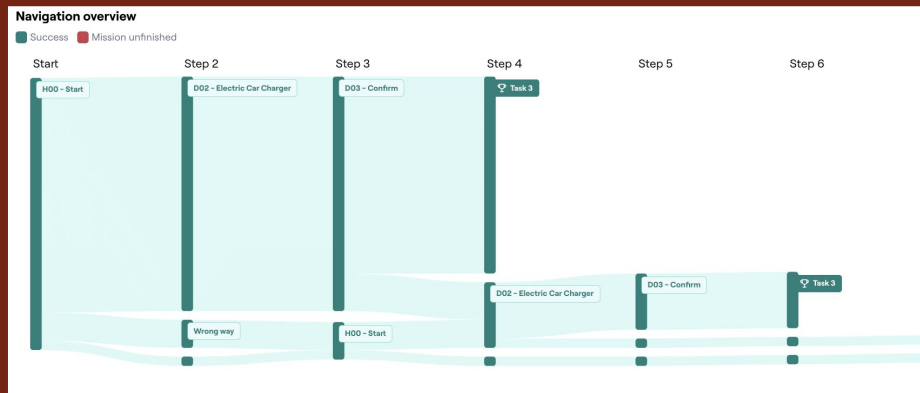 Navigation overview
Success Mission unfinished
Start Step 2 Step 3 Step 4 Step 5 Step 6
H00 - Start D02 - Electric Car Charger D03 - Confirm Task 3
D03 - Confirm Task 3
D02 - Electric Car Charger
Wrong way H00 - Start